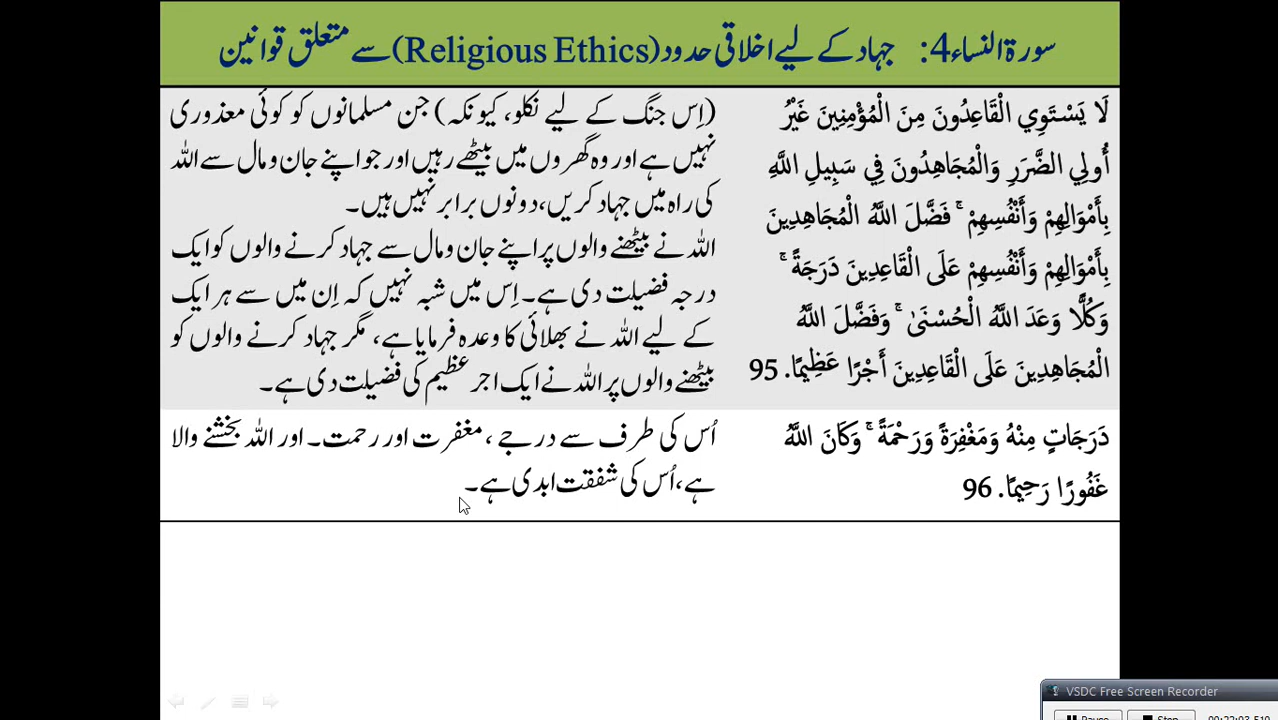 سورۃ النساء4: جہاد کے لیے اخلاقی حدود (Religious Ethics) سے متعلق قوانین
لَا يَسْتَوِي الْقَاعِدُونَ مِنَ الْمُؤْمِنِينَ غَيْرُ
أُولِي الضَّرَرِ وَالْمُجَاهِدُونَ فِي سَبِيلِ اللَّهِ
بِأَمْوَالِهِمْ وَأَنْفُسِهِمْ ۚ فَضَّلَ اللَّهُ الْمُجَاهِدِينَ
بِأَمْوَالِهِمْ وَأَنْفُسِهِمْ عَلَى الْقَاعِدِينَ دَرَجَةً ۚ
وَكُلًّا وَعَدَ اللَّهُ الْحُسْنَىٰ ۚ وَفَضَّلَ اللَّهُ
الْمُجَاهِدِينَ عَلَى الْقَاعِدِينَ أَجْرًا عَظِيمًا. 95
(اِس جنگ کے لیے نکلو، کیونکہ) جن مسلمانوں کو کوئی معذوری
نہیں ہے اور وہ گھروں میں بیٹھے رہیں اور جو اپنے جان و مال سے اللہ
کی راہ میں جہاد کریں، دونوں برابر نہیں ہیں۔
اللہ نے بیٹھنے والوں پر اپنے جان و مال سے جہاد کرنے والوں کو ایک
درجہ فضیلت دی ہے۔ اِس میں شبہ نہیں کہ اِن میں سے ہر ایک
کے لیے اللہ نے بھلائی کا وعدہ فرمایا ہے، مگر جہاد کرنے والوں کو
بیٹھنے والوں پر اللہ نے ایک اجر عظیم کی فضیلت دی ہے۔
دَرَجَاتٍ مِنْهُ وَمَغْفِرَةً وَرَحْمَةً ۚ وَكَانَ اللَّهُ
غَفُورًا رَحِيمًا. 96
اُس کی طرف سے درجے، مغفرت اور رحمت۔ اور اللہ بخشنے والا
ہے، اُس کی شفقت ابدی ہے۔
VSDC Free Screen Recorder
Pause Stop 00:22:03.510